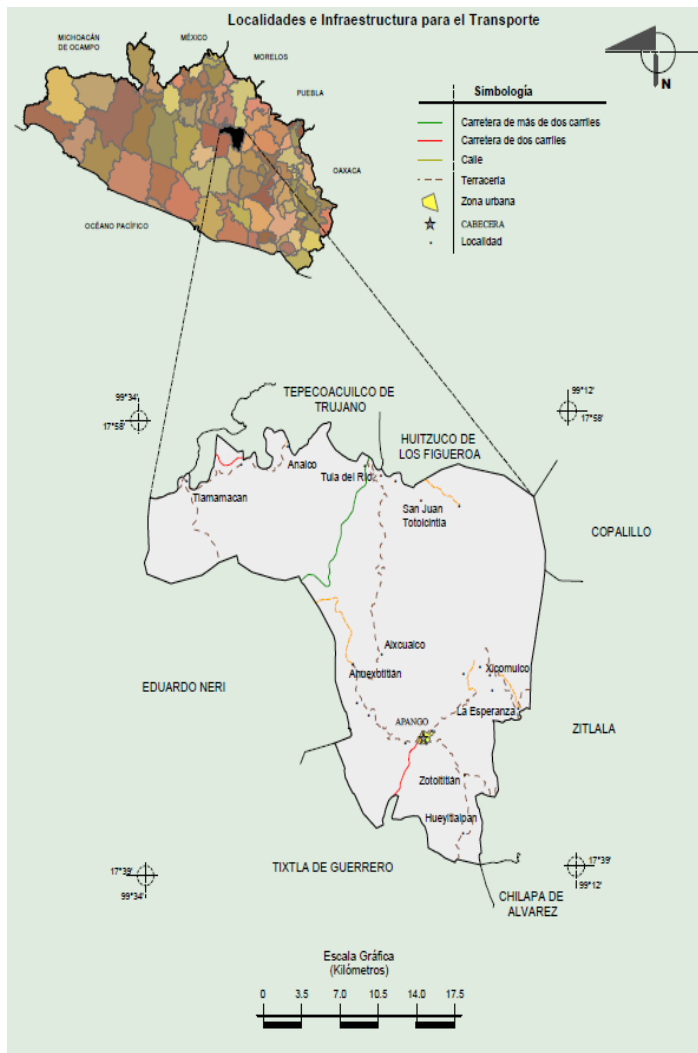 Localidades e Infraestructura para el Transporte
MICHOACÁN
DE OCAMPO
MÉXICO
MORELOS
PUEBLA
OAXACA
OCÉANO PACÍFICO
N
Simbología
Carretera de más de dos carriles
Carretera de dos carriles
Calle
Terracería
Zona urbana
CABECERA
Localidad
99°34'
17°58'
TEPECOACUILCO DE
TRUJANO
99°12'
17°58'
HUITZUCO DE
LOS FIGUEROA
Analco
Tula del Río
Tlamamacan
San Juan
Totolcintla
COPALILLO
Aixcualco
Ahuexotitlán
Xicomulco
EDUARDO NERI
La Esperanza
APANGO
ZITLALA
Zotoltitlán
Hueyitlalpan
17°39'
99°34'
TIXTLA DE GUERRERO
17°39'
99°12'
CHILAPA DE
ALVAREZ
Escala Gráfica
(Kilómetros)
0 3.5 7.0 10.5 14.0 17.5